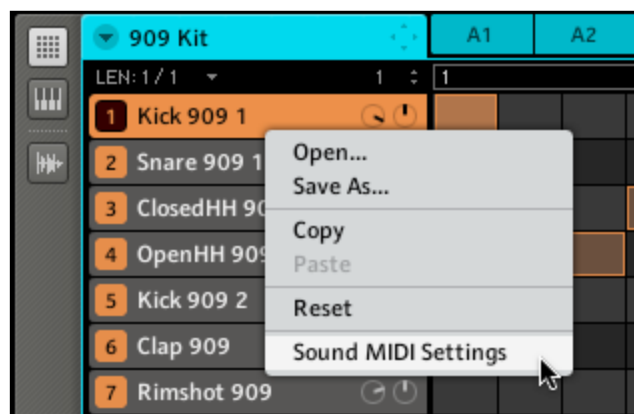 909 Kit
A1
A2
LEN: 1 / 1
1
1
1 Kick 909 1
2 Snare 909 1
3 ClosedHH 90
4 OpenHH 909
5 Kick 909 2
6 Clap 909
7 Rimshot 909
Open...
Save As...
Copy
Paste
Reset
Sound MIDI Settings